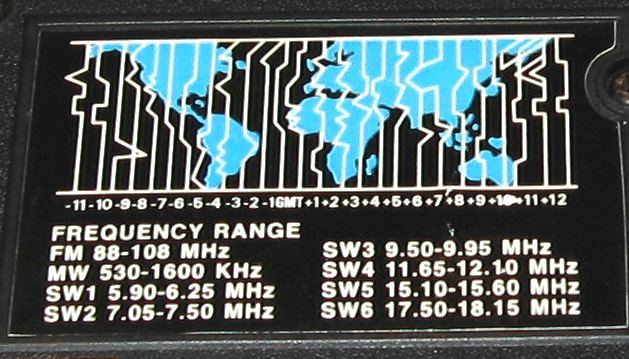 -11-10-9-8-7-6-5-4-3-2-1GMT+1+2+3+4+5+6+7+8+9+10+11+12
FREQUENCY RANGE
FM 88-108 MHz
MW 530-1600 KHz
SW1 5.90-6.25 MHz
SW2 7.05-7.50 MHz
SW3 9.50-9.95 MHz
SW4 11.65-12.10 MHz
SW5 15.10-15.60 MHz
SW6 17.50-18.15 MHz